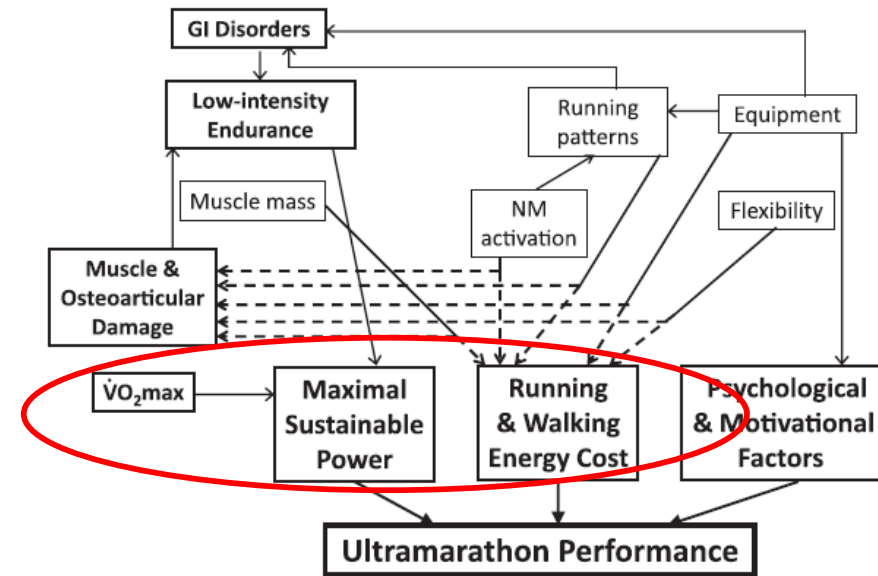 GI Disorders
Low-intensity
Endurance
Running
patterns
Equipment
Muscle mass
NM
activation
Flexibility
Muscle &
Osteoarticular
Damage
V̇O₂max
Maximal
Sustainable
Power
Running
& Walking
Energy Cost
Psychological
& Motivational
Factors
Ultramarathon Performance